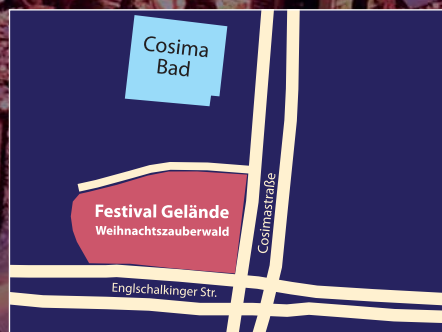 Cosima
Bad
Festival Gelände
Weihnachtszauberwald
Cosimastraße
Englschalkinger Str.